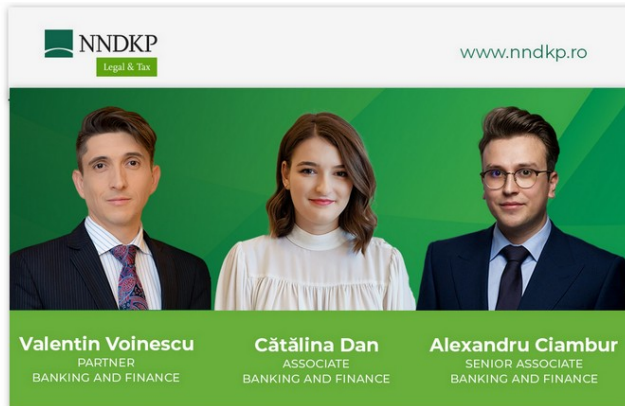 NNDKP
Legal & Tax
www.nndkp.ro
Valentin Voinescu
PARTNER
BANKING AND FINANCE
Cătălina Dan
ASSOCIATE
BANKING AND FINANCE
Alexandru Ciambur
SENIOR ASSOCIATE
BANKING AND FINANCE